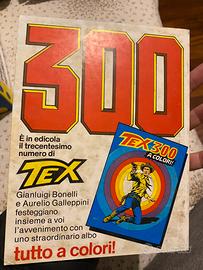 300
È in edicola
il trecentesimo
numero di
TEX
Gianluigi Bonelli
e Aurelio Galleppini
festeggiano
insieme a voi
l'avvenimento con
uno straordinario albo
tutto a colori!
TEX 300
A COLORI!